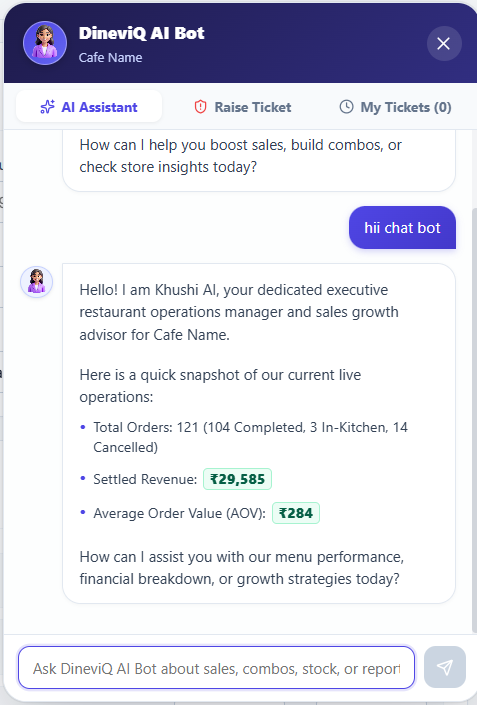 DineviQ AI Bot
Cafe Name
AI Assistant
Raise Ticket
My Tickets (0)
How can I help you boost sales, build combos, or
check store insights today?
hii chat bot
Hello! I am Khushi AI, your dedicated executive
restaurant operations manager and sales growth
advisor for Cafe Name.
Here is a quick snapshot of our current live
operations:
• Total Orders: 121 (104 Completed, 3 In-Kitchen, 14
Cancelled)
• Settled Revenue: ₹29,585
• Average Order Value (AOV): ₹284
How can I assist you with our menu performance,
financial breakdown, or growth strategies today?
Ask DineviQ AI Bot about sales, combos, stock, or report